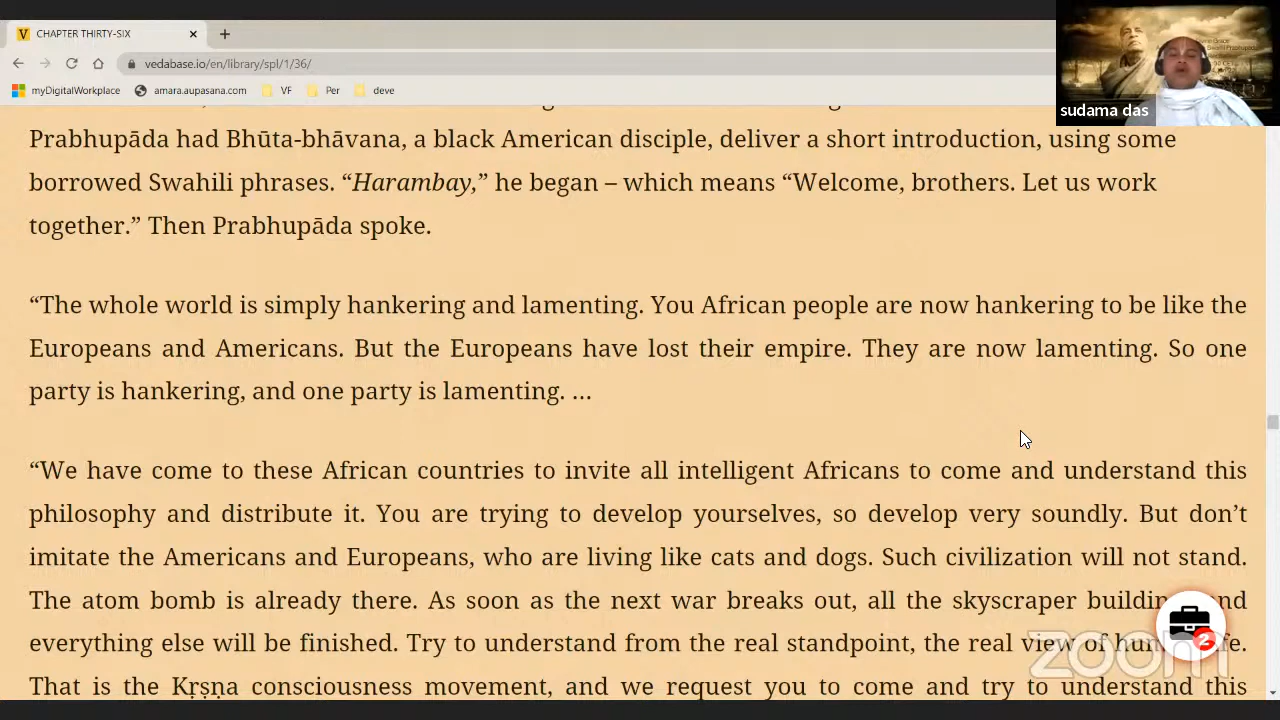 CHAPTER THIRTY-SIX
vedabase.io/en/library/spl/1/36/
myDigitalWorkplace
amara.aupasana.com
VF
Per
deve
sudama das
Prabhupāda had Bhūta-bhāvana, a black American disciple, deliver a short introduction, using some
borrowed Swahili phrases. “Harambay,” he began – which means “Welcome, brothers. Let us work
together.” Then Prabhupāda spoke.
“The whole world is simply hankering and lamenting. You African people are now hankering to be like the
Europeans and Americans. But the Europeans have lost their empire. They are now lamenting. So one
party is hankering, and one party is lamenting. …
“We have come to these African countries to invite all intelligent Africans to come and understand this
philosophy and distribute it. You are trying to develop yourselves, so develop very soundly. But don’t
imitate the Americans and Europeans, who are living like cats and dogs. Such civilization will not stand.
The atom bomb is already there. As soon as the next war breaks out, all the skyscraper buildings and
everything else will be finished. Try to understand from the real standpoint, the real view of human life.
That is the Kṛṣṇa consciousness movement, and we request you to come and try to understand this
2
zoom